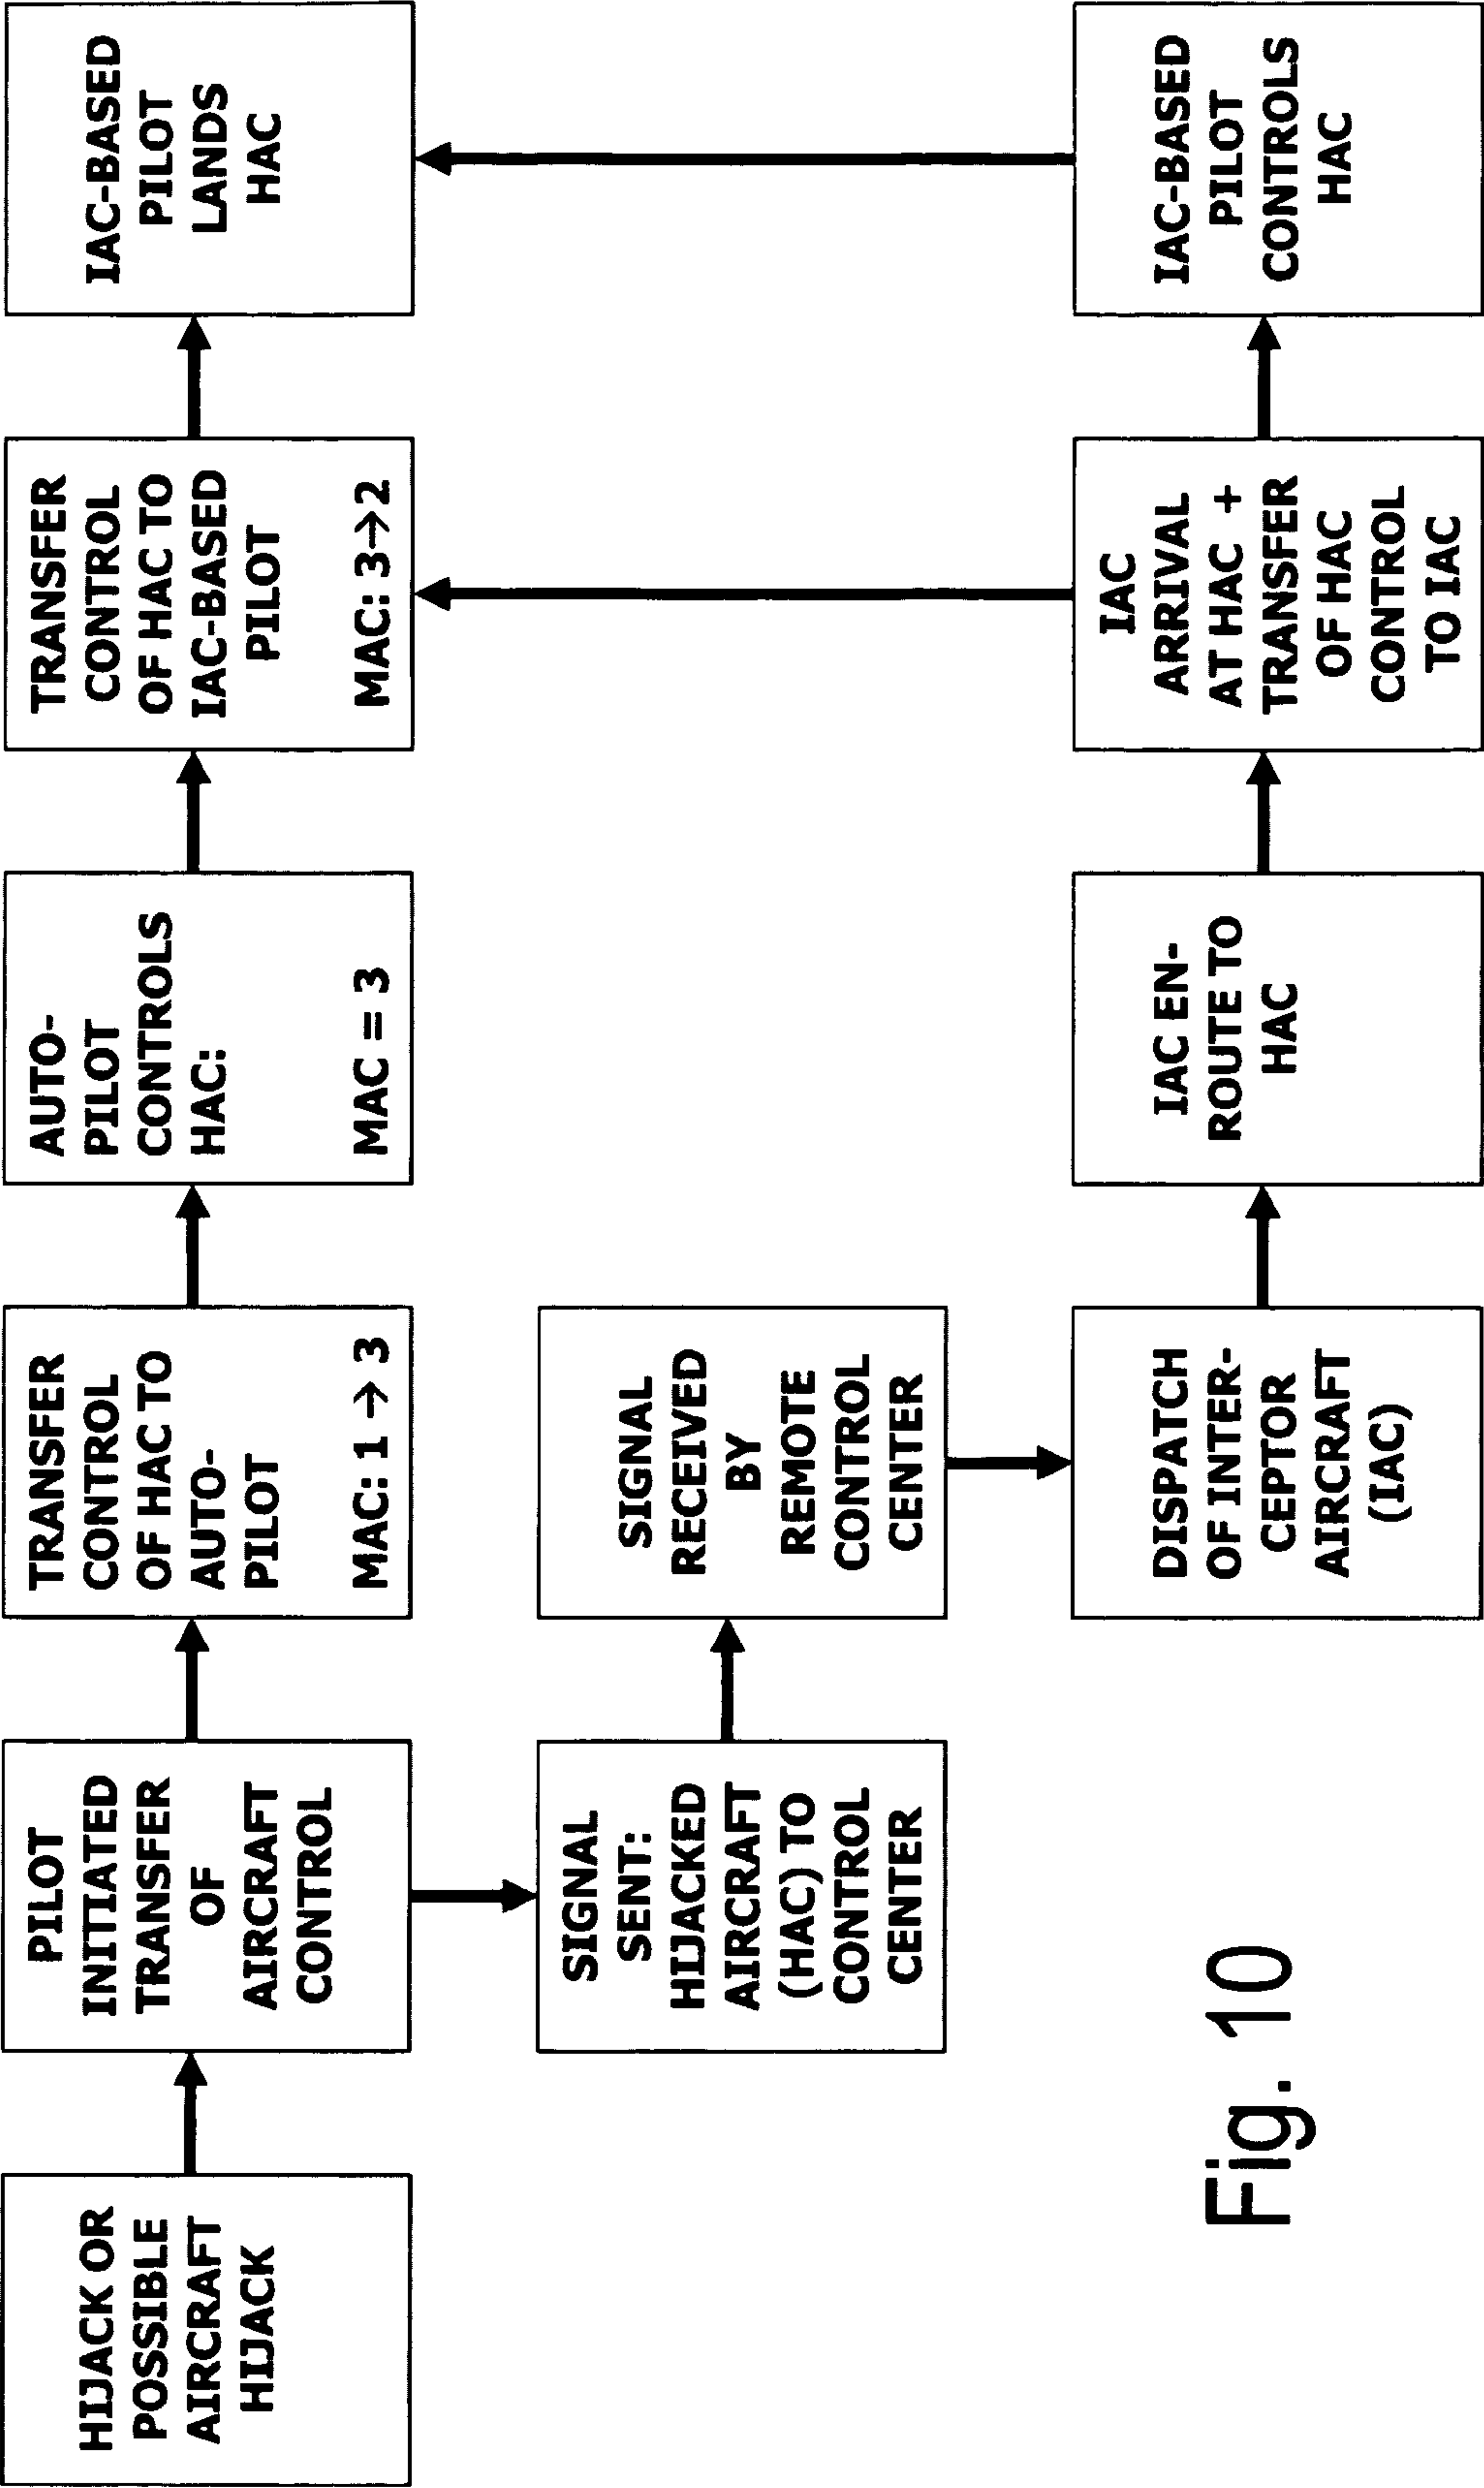 HIJACK OR
POSSIBLE
AIRCRAFT
HIJACK
PILOT
INITIATED
TRANSFER
OF
AIRCRAFT
CONTROL
TRANSFER
CONTROL
OF HAC TO
AUTO-
PILOT
MAC: 1 → 3
AUTO-
PILOT
CONTROLS
HAC:
MAC = 3
TRANSFER
CONTROL
OF HAC TO
IAC-BASED
PILOT
MAC: 3→2
IAC-BASED
PILOT
LANDS
HAC
SIGNAL
SENT:
HIJACKED
AIRCRAFT
(HAC) TO
CONTROL
CENTER
SIGNAL
RECEIVED
BY
REMOTE
CONTROL
CENTER
DISPATCH
OF INTER-
CEPTOR
AIRCRAFT
(IAC)
IAC EN-
ROUTE TO
HAC
IAC
ARRIVAL
AT HAC +
TRANSFER
OF HAC
CONTROL
TO IAC
IAC-BASED
PILOT
CONTROLS
HAC
Fig. 10